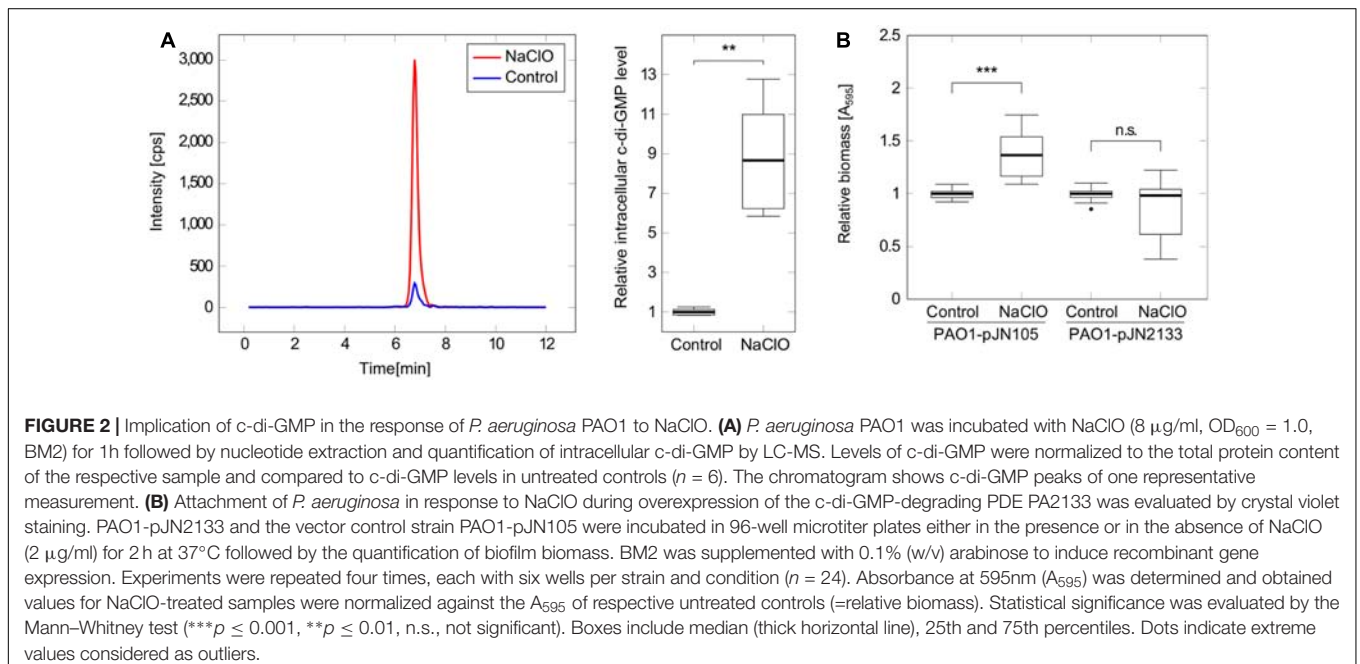 A
3,000
2,500
2,000
1,500
1,000
500
0
Intensity [cps]
NaClO
Control
0 2 4 6 8 10 12
Time[min]
Relative intracellular c-di-GMP level
**
13
11
9
7
5
3
1
Control NaClO
B
2.5
2
1.5
1
0.5
0
Relative biomass [A595]
***
n.s.
Control NaClO Control NaClO
PAO1-pJN105 PAO1-pJN2133
FIGURE 2 | Implication of c-di-GMP in the response of P. aeruginosa PAO1 to NaClO. (A) P. aeruginosa PAO1 was incubated with NaClO (8 μg/ml, OD600 = 1.0,
BM2) for 1h followed by nucleotide extraction and quantification of intracellular c-di-GMP by LC-MS. Levels of c-di-GMP were normalized to the total protein content
of the respective sample and compared to c-di-GMP levels in untreated controls (n = 6). The chromatogram shows c-di-GMP peaks of one representative
measurement. (B) Attachment of P. aeruginosa in response to NaClO during overexpression of the c-di-GMP-degrading PDE PA2133 was evaluated by crystal violet
staining. PAO1-pJN2133 and the vector control strain PAO1-pJN105 were incubated in 96-well microtiter plates either in the presence or in the absence of NaClO
(2 μg/ml) for 2 h at 37°C followed by the quantification of biofilm biomass. BM2 was supplemented with 0.1% (w/v) arabinose to induce recombinant gene
expression. Experiments were repeated four times, each with six wells per strain and condition (n = 24). Absorbance at 595nm (A595) was determined and obtained
values for NaClO-treated samples were normalized against the A595 of respective untreated controls (=relative biomass). Statistical significance was evaluated by the
Mann–Whitney test (***p ≤ 0.001, **p ≤ 0.01, n.s., not significant). Boxes include median (thick horizontal line), 25th and 75th percentiles. Dots indicate extreme
values considered as outliers.